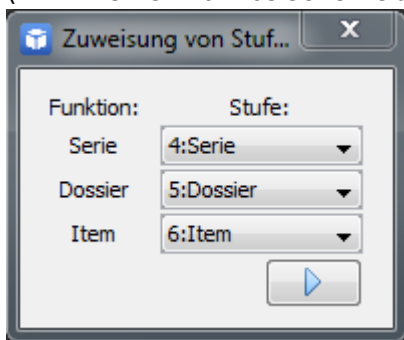 Zuweisung von Stuf...
Funktion: Stufe:
Serie 4:Serie
Dossier 5:Dossier
Item 6:Item